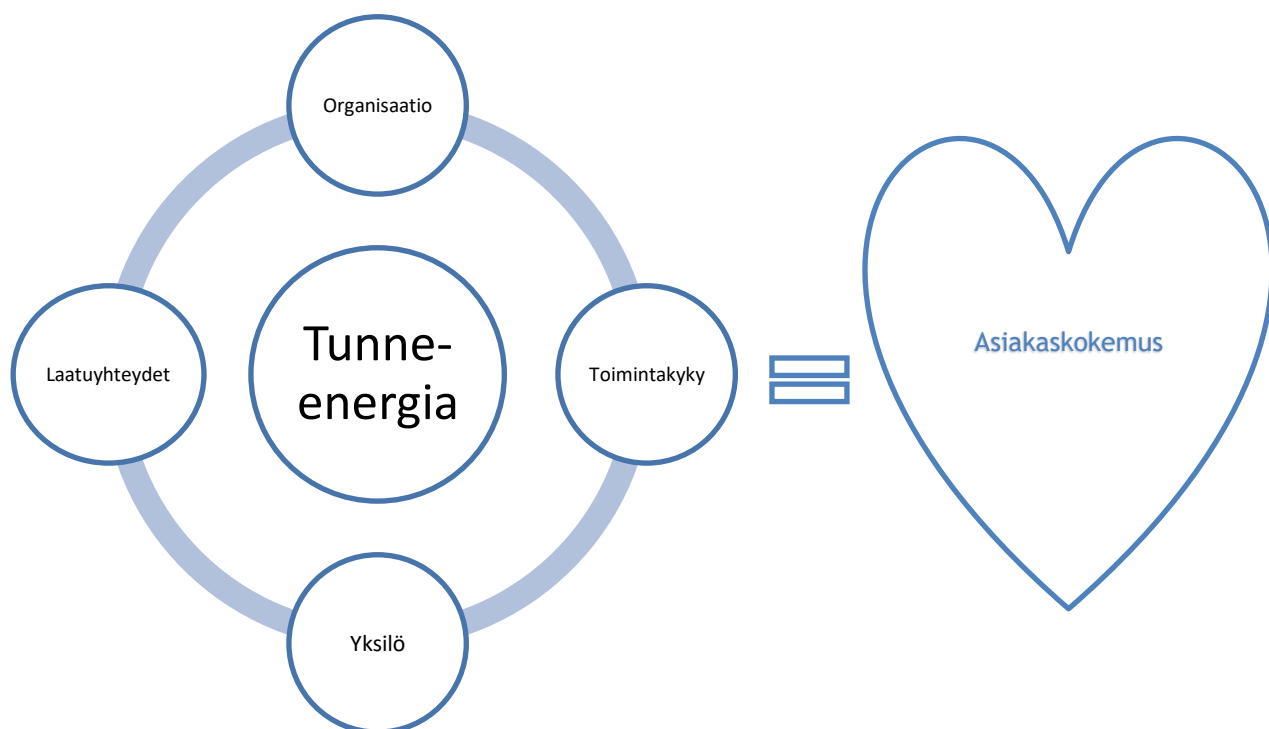 Organisaatio
Laatuyhteydet
Tunne-
energia
Toimintakyky
Asiakaskokemus
Yksilö